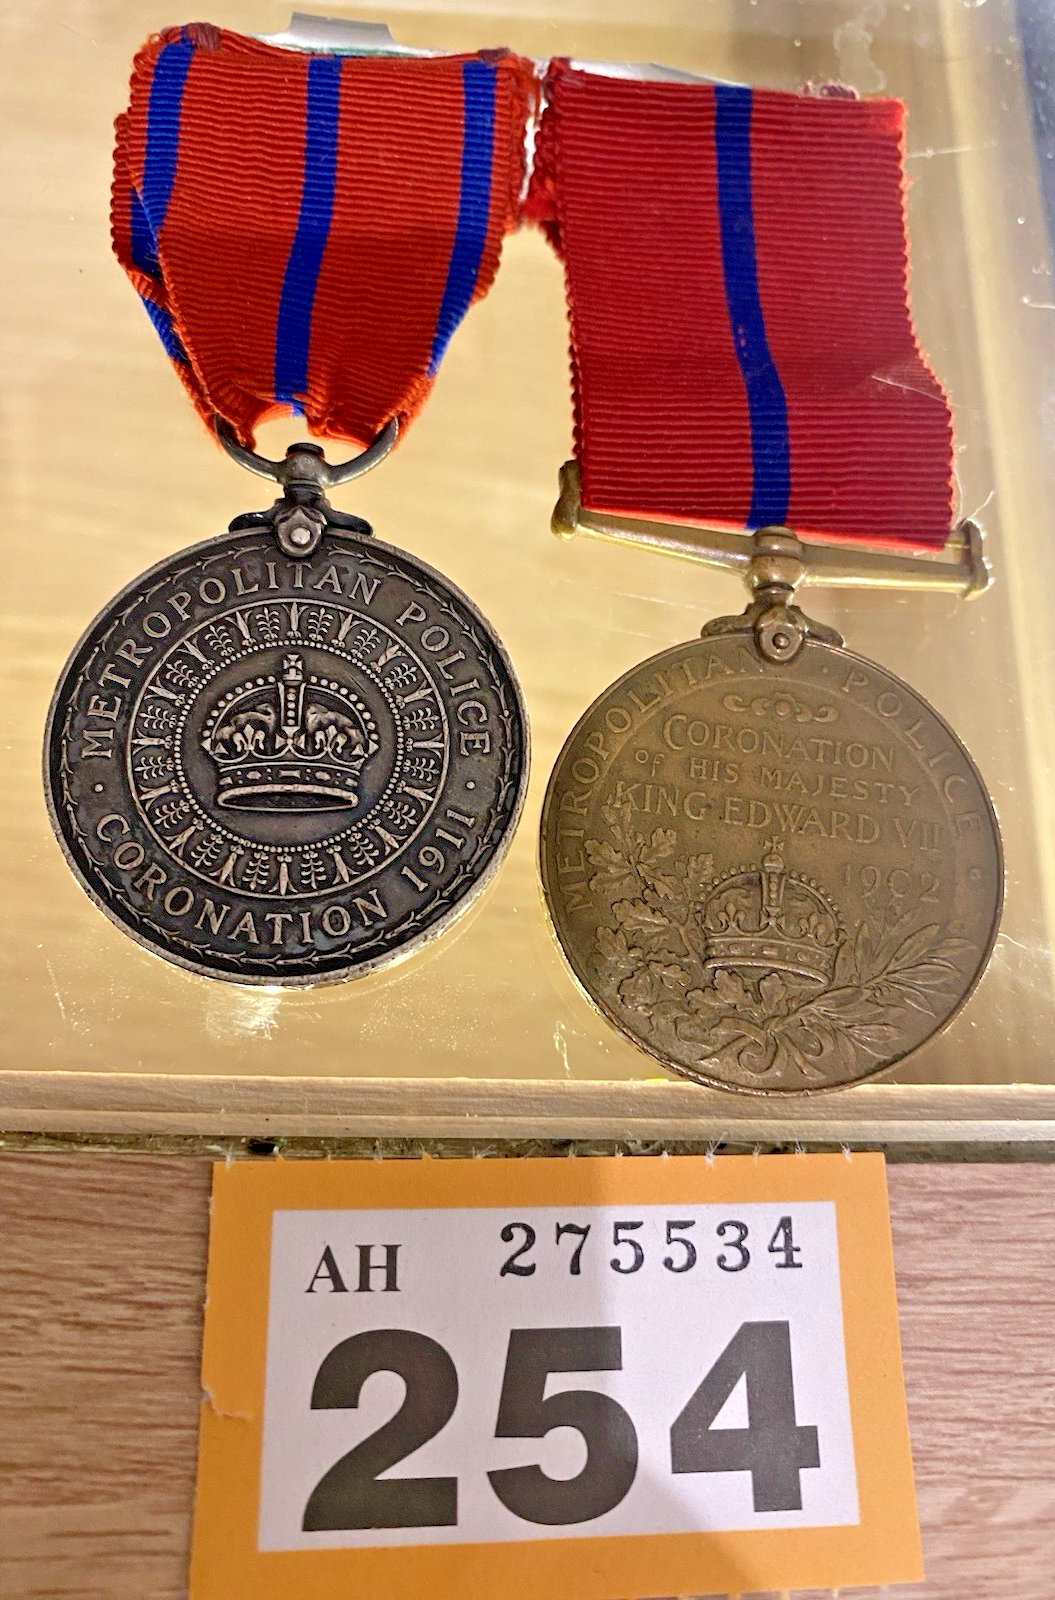 METROPOLITAN POLICE
CORONATION 1911
METROPOLITAN · POLICE
CORONATION
of HIS MAJESTY
KING EDWARD VII
1902
AH 275534
254